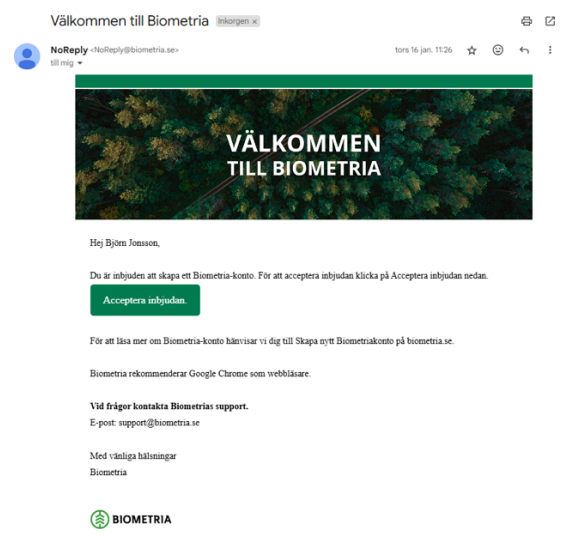 Välkommen till Biometria Inkorgen x
NoReply <NoReply@biometria.se> tors 16 jan. 11:26
till mig
VÄLKOMMEN
TILL BIOMETRIA
Hej Björn Jonsson,
Du är inbjuden att skapa ett Biometria-konto. För att acceptera inbjudan klicka på Acceptera inbjudan nedan.
Acceptera inbjudan.
För att läsa mer om Biometria-konto hänvisar vi dig till Skapa nytt Biometriakonto på biometria.se.
Biometria rekommenderar Google Chrome som webbläsare.
Vid frågor kontakta Biometrias support.
E-post: support@biometria.se
Med vänliga hälsningar
Biometria
BIOMETRIA